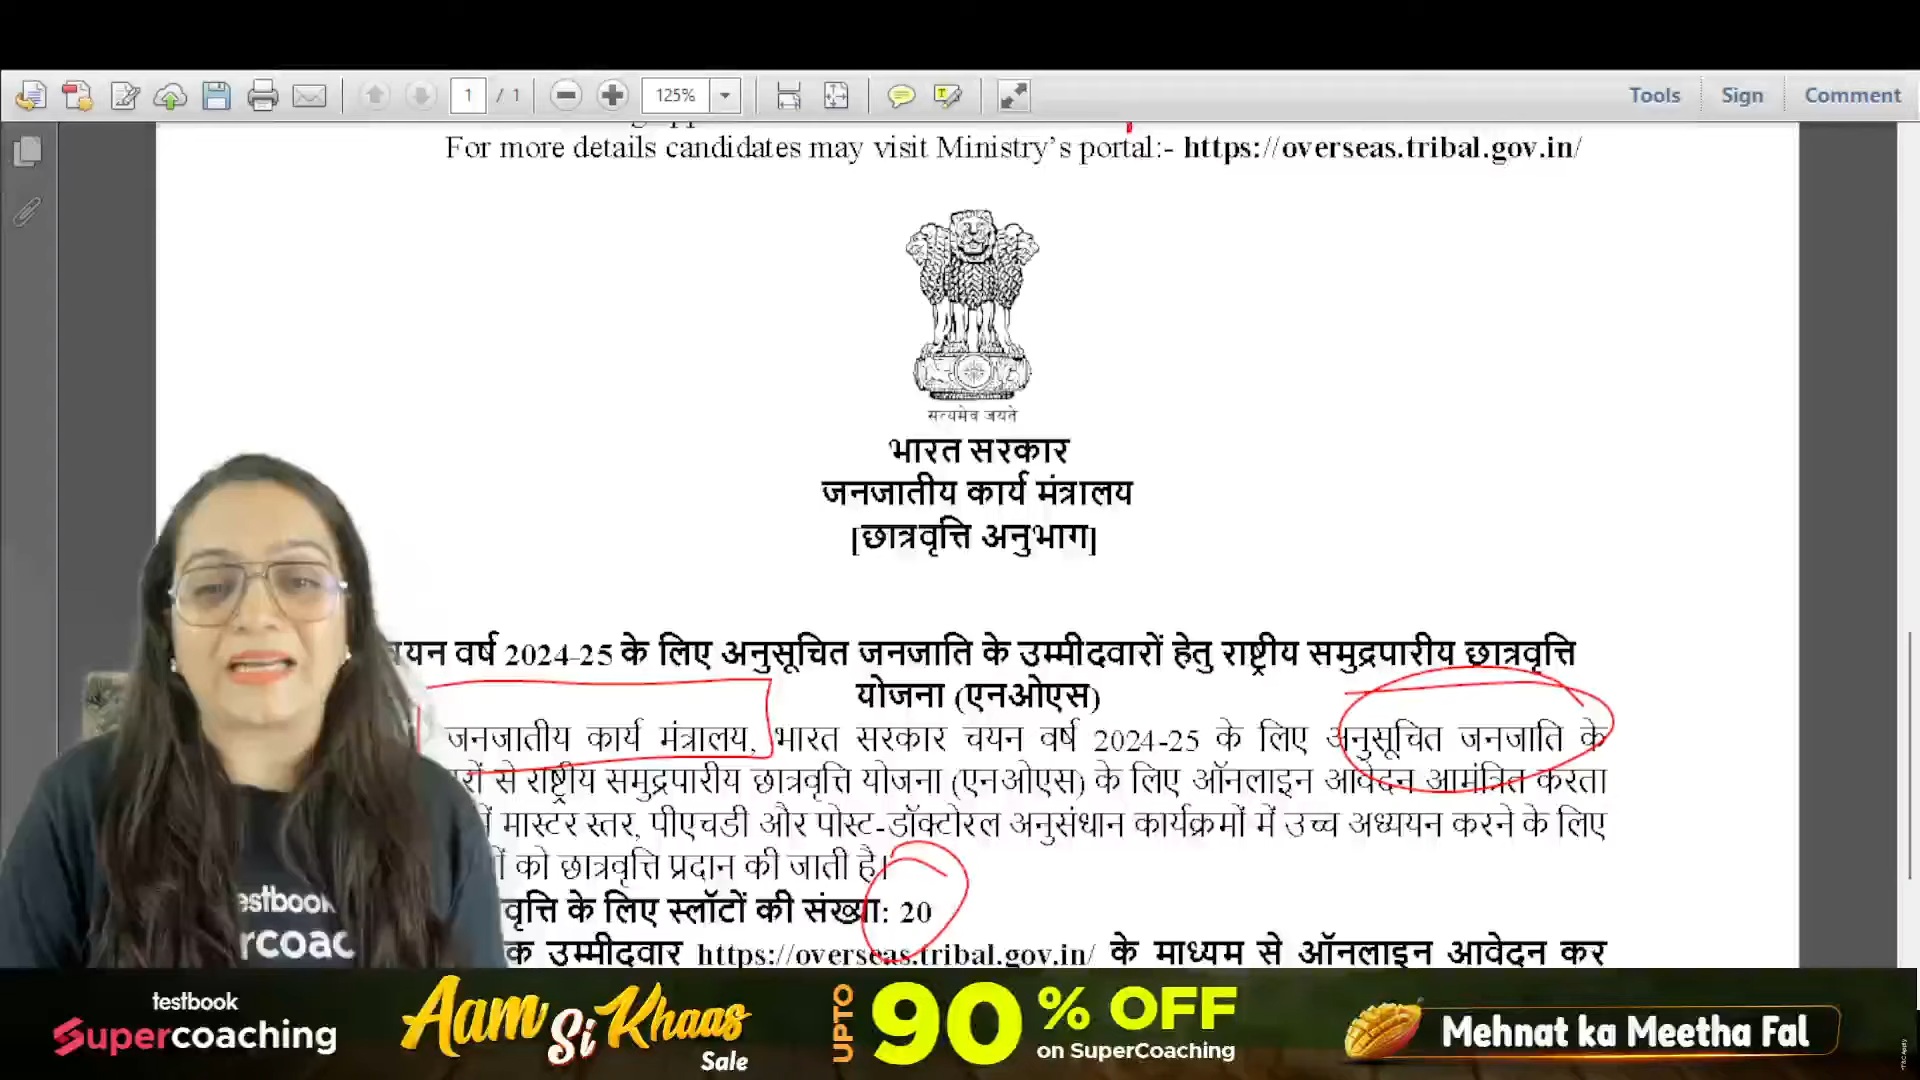 1 / 1
125%
Tools
Sign
Comment
For more details candidates may visit Ministry's portal:- https://overseas.tribal.gov.in/
सत्यमेव जयते
भारत सरकार
जनजातीय कार्य मंत्रालय
[छात्रवृत्ति अनुभाग]
वर्ष 2024-25 के लिए अनुसूचित जनजाति के उम्मीदवारों हेतु राष्ट्रीय समुद्रपारीय छात्रवृत्ति
योजना (एनओएस)
जनजातीय कार्य मंत्रालय, भारत सरकार चयन वर्ष 2024-25 के लिए अनुसूचित जनजाति के
से राष्ट्रीय समुद्रपारीय छात्रवृत्ति योजना (एनओएस) के लिए ऑनलाइन आवेदन आमंत्रित करता
मास्टर स्तर, पीएचडी और पोस्ट-डॉक्टोरल अनुसंधान कार्यक्रमों में उच्च अध्ययन करने के लिए
को छात्रवृत्ति प्रदान की जाती है।
के लिए स्लॉटों की संख्या: 20
उम्मीदवार https://overseas.tribal.gov.in/ के माध्यम से ऑनलाइन आवेदन कर
testbook
Supercoaching
Aam Si Khaas
Sale
UPTO 90% OFF
on SuperCoaching
Mehnat ka Meetha Fal